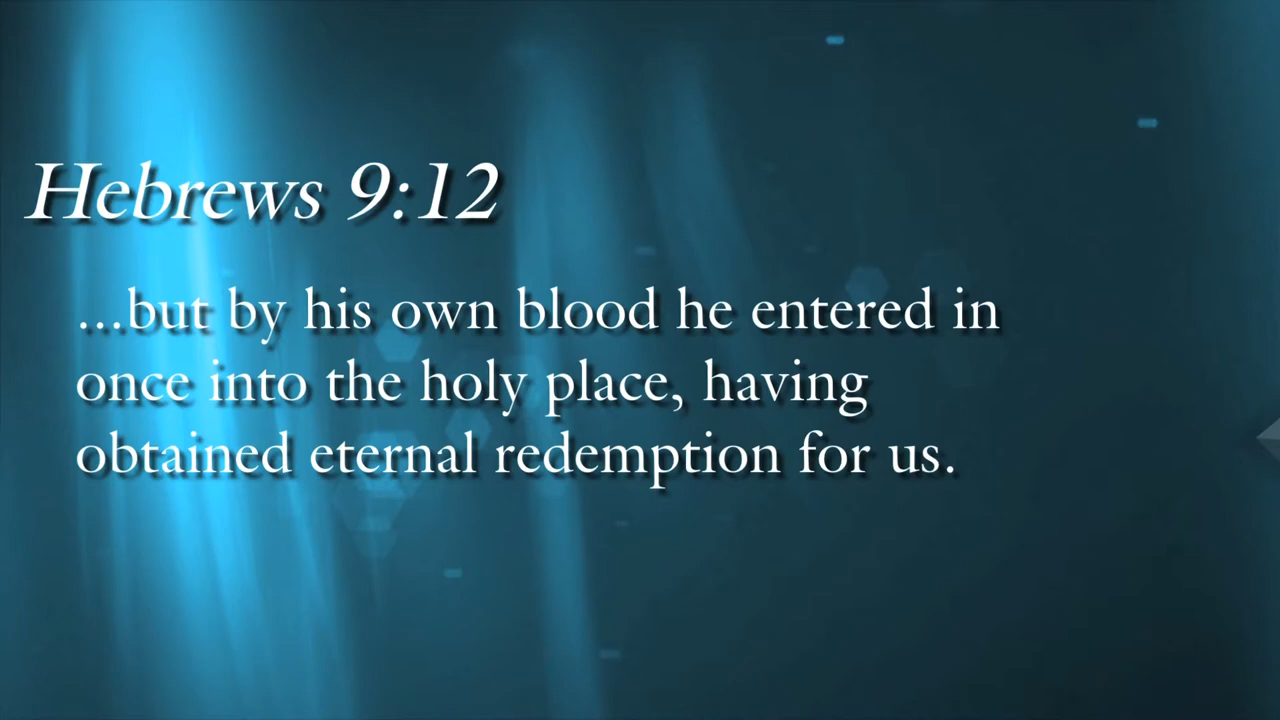 Hebrews 9:12
...but by his own blood he entered in
once into the holy place, having
obtained eternal redemption for us.